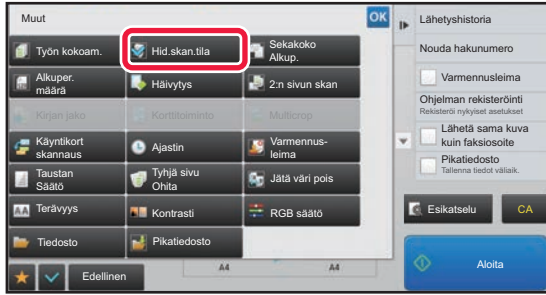 Muut
OK
Työn kokoam.
Hid.skan.tila
Sekakoko
Alkup.
Alkuper.
määrä
Häivytys
2:n sivun skan
Kirjan jako
Korttitoiminto
Multicrop
Käyntikort
skannaus
Ajastin
Varmennus-
leima
Taustan
Säätö
Tyhjä sivu
Ohita
Jätä väri pois
Terävyys
Kontrasti
RGB säätö
Tiedosto
Pikatiedosto
Edellinen
A4
A4
Lähetyshistoria
Nouda hakunumero
Varmennusleima
Ohjelman rekisteröinti
Rekisteröi nykyiset asetukset
Lähetä sama kuva
kuin faksiosoite
Pikatiedosto
Tallenna tiedot väliaik.
Esikatselu
CA
Aloita